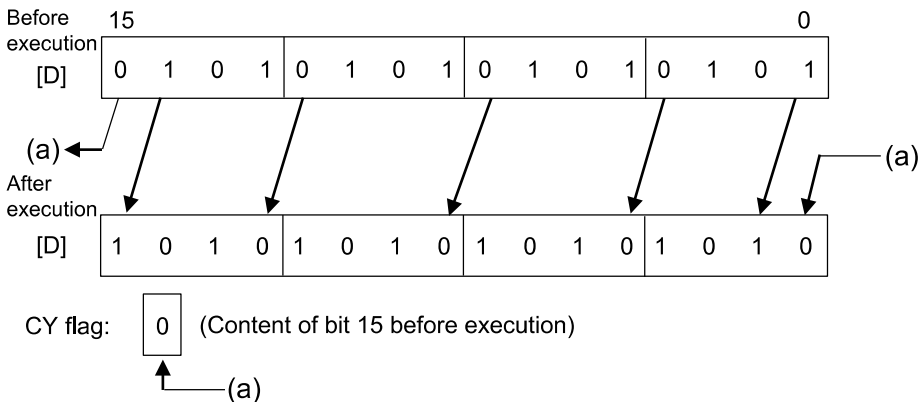 Before execution
15 0
[D] 0 1 0 1 0 1 0 1 0 1 0 1 0 1 0 1
(a)
(a)
After execution
[D] 1 0 1 0 1 0 1 0 1 0 1 0 1 0 1 0
CY flag: 0 (Content of bit 15 before execution)
(a)